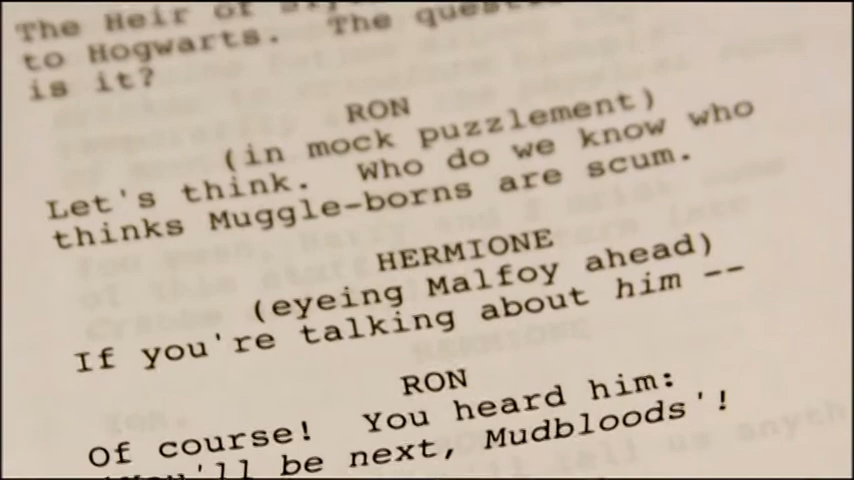 The Heir of
to Hogwarts. The
is it?
RON
(in mock puzzlement)
Let's think. Who do we know who
thinks Muggle-borns are scum.
HERMIONE
(eyeing Malfoy ahead)
If you're talking about him --
RON
Of course! You heard him:
'You'll be next, Mudbloods'!